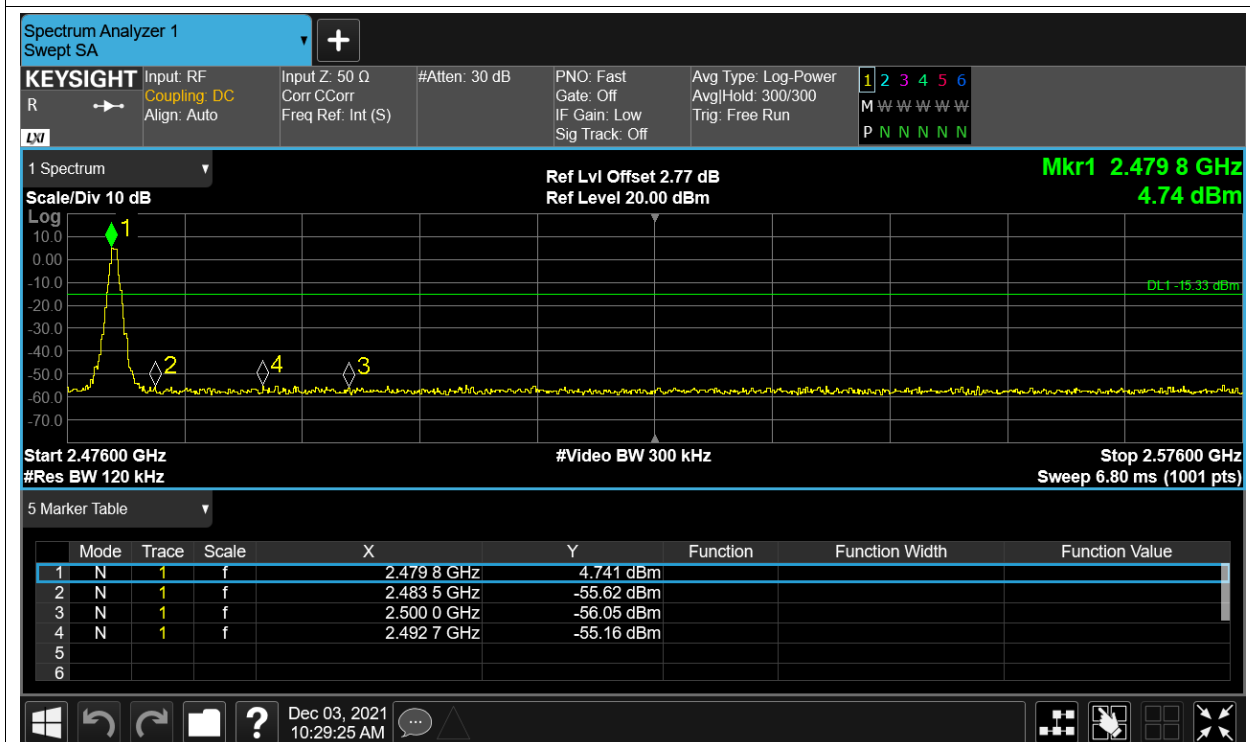 Spectrum Analyzer 1
Swept SA
+
KEYSIGHT Input: RF Input Z: 50 Ω #Atten: 30 dB PNO: Fast Avg Type: Log-Power 1 2 3 4 5 6
R Coupling: DC Corr CCorr Gate: Off Avg|Hold: 300/300 M W W W W W
Align: Auto Freq Ref: Int (S) IF Gain: Low Trig: Free Run
LXI Sig Track: Off P N N N N N
1 Spectrum Ref Lvl Offset 2.77 dB Mkr1 2.479 8 GHz
Scale/Div 10 dB Ref Level 20.00 dBm 4.74 dBm
Log
1
10.0
0.00
-10.0
DL1 -15.33 dBm
-20.0
-30.0
-40.0
2 4 3
-50.0
-60.0
-70.0
Start 2.47600 GHz #Video BW 300 kHz Stop 2.57600 GHz
#Res BW 120 kHz Sweep 6.80 ms (1001 pts)
5 Marker Table
Mode Trace Scale X Y Function Function Width Function Value
1 N 1 f 2.479 8 GHz 4.741 dBm
2 N 1 f 2.483 5 GHz -55.62 dBm
3 N 1 f 2.500 0 GHz -56.05 dBm
4 N 1 f 2.492 7 GHz -55.16 dBm
5
6
? Dec 03, 2021
10:29:25 AM